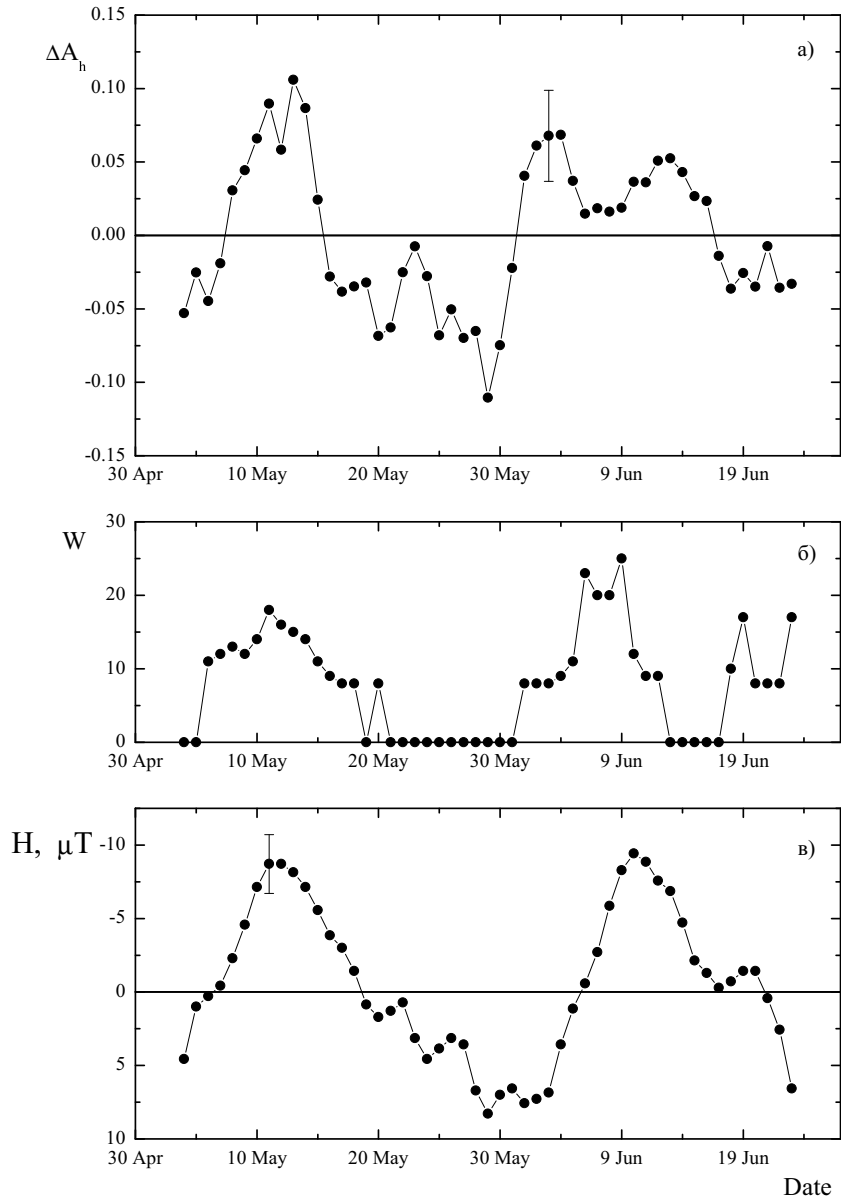 ΔA_h
а)
0.15
0.10
0.05
0.00
-0.05
-0.10
-0.15
30 Apr 10 May 20 May 30 May 9 Jun 19 Jun
W
б)
30
20
10
0
30 Apr 10 May 20 May 30 May 9 Jun 19 Jun
H, μT
в)
-10
-5
0
5
10
30 Apr 10 May 20 May 30 May 9 Jun 19 Jun
Date